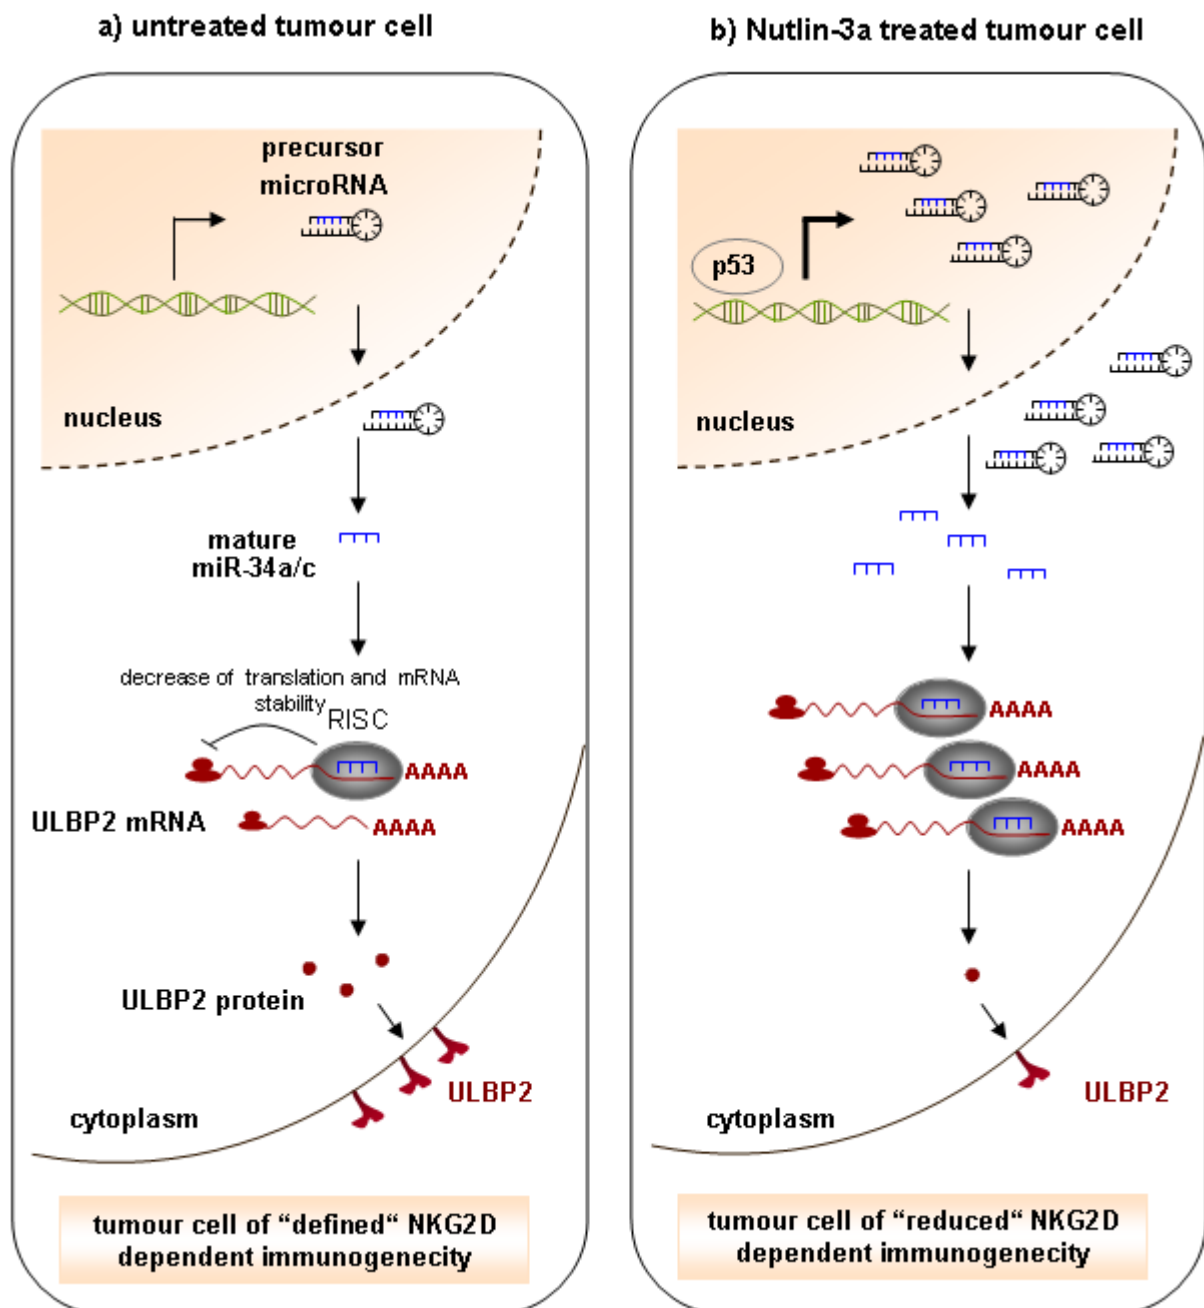 a) untreated tumour cell
precursor
microRNA
nucleus
mature
miR-34a/c
decrease of translation and mRNA
stability
RISC
AAAA
ULBP2 mRNA
AAAA
ULBP2 protein
ULBP2
cytoplasm
tumour cell of “defined“ NKG2D
dependent immunogenecity
b) Nutlin-3a treated tumour cell
p53
nucleus
AAAA
AAAA
AAAA
ULBP2
cytoplasm
tumour cell of “reduced“ NKG2D
dependent immunogenecity